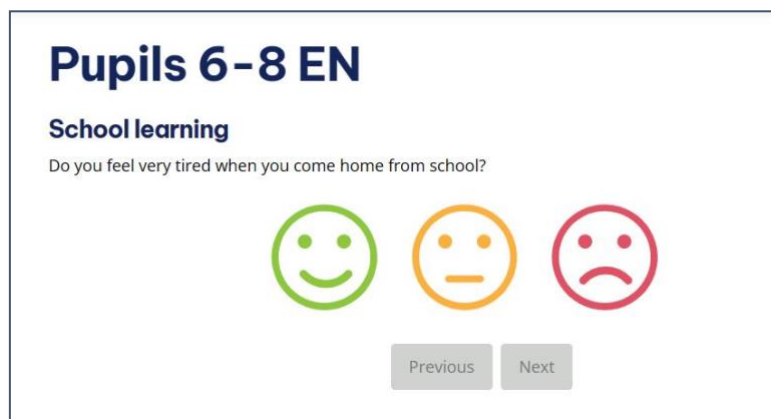 Pupils 6-8 EN
School learning
Do you feel very tired when you come home from school?
Previous Next